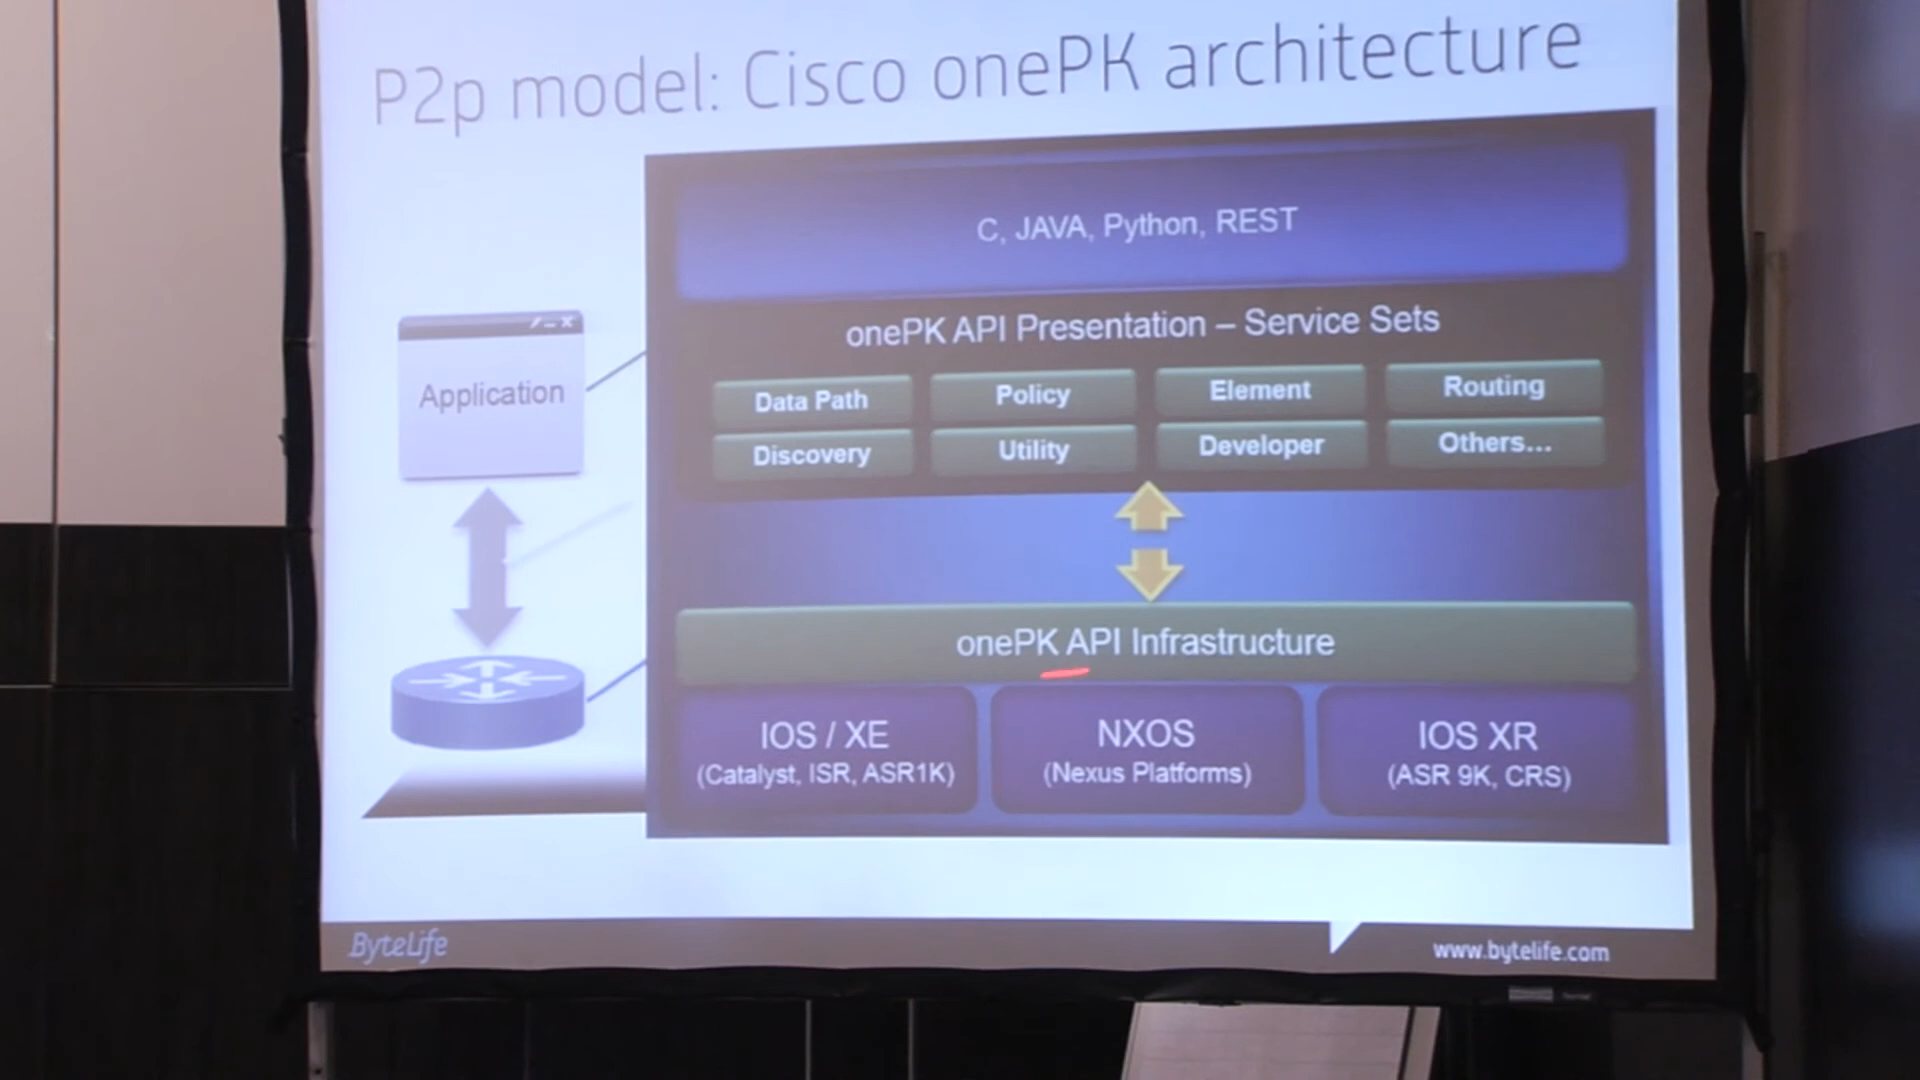 P2p model: Cisco onePK architecture
C, JAVA, Python, REST
onePK API Presentation – Service Sets
Application
Data Path
Policy
Element
Routing
Discovery
Utility
Developer
Others...
onePK API Infrastructure
IOS / XE
(Catalyst, ISR, ASR1K)
NXOS
(Nexus Platforms)
IOS XR
(ASR 9K, CRS)
ByteLife
www.bytelife.com